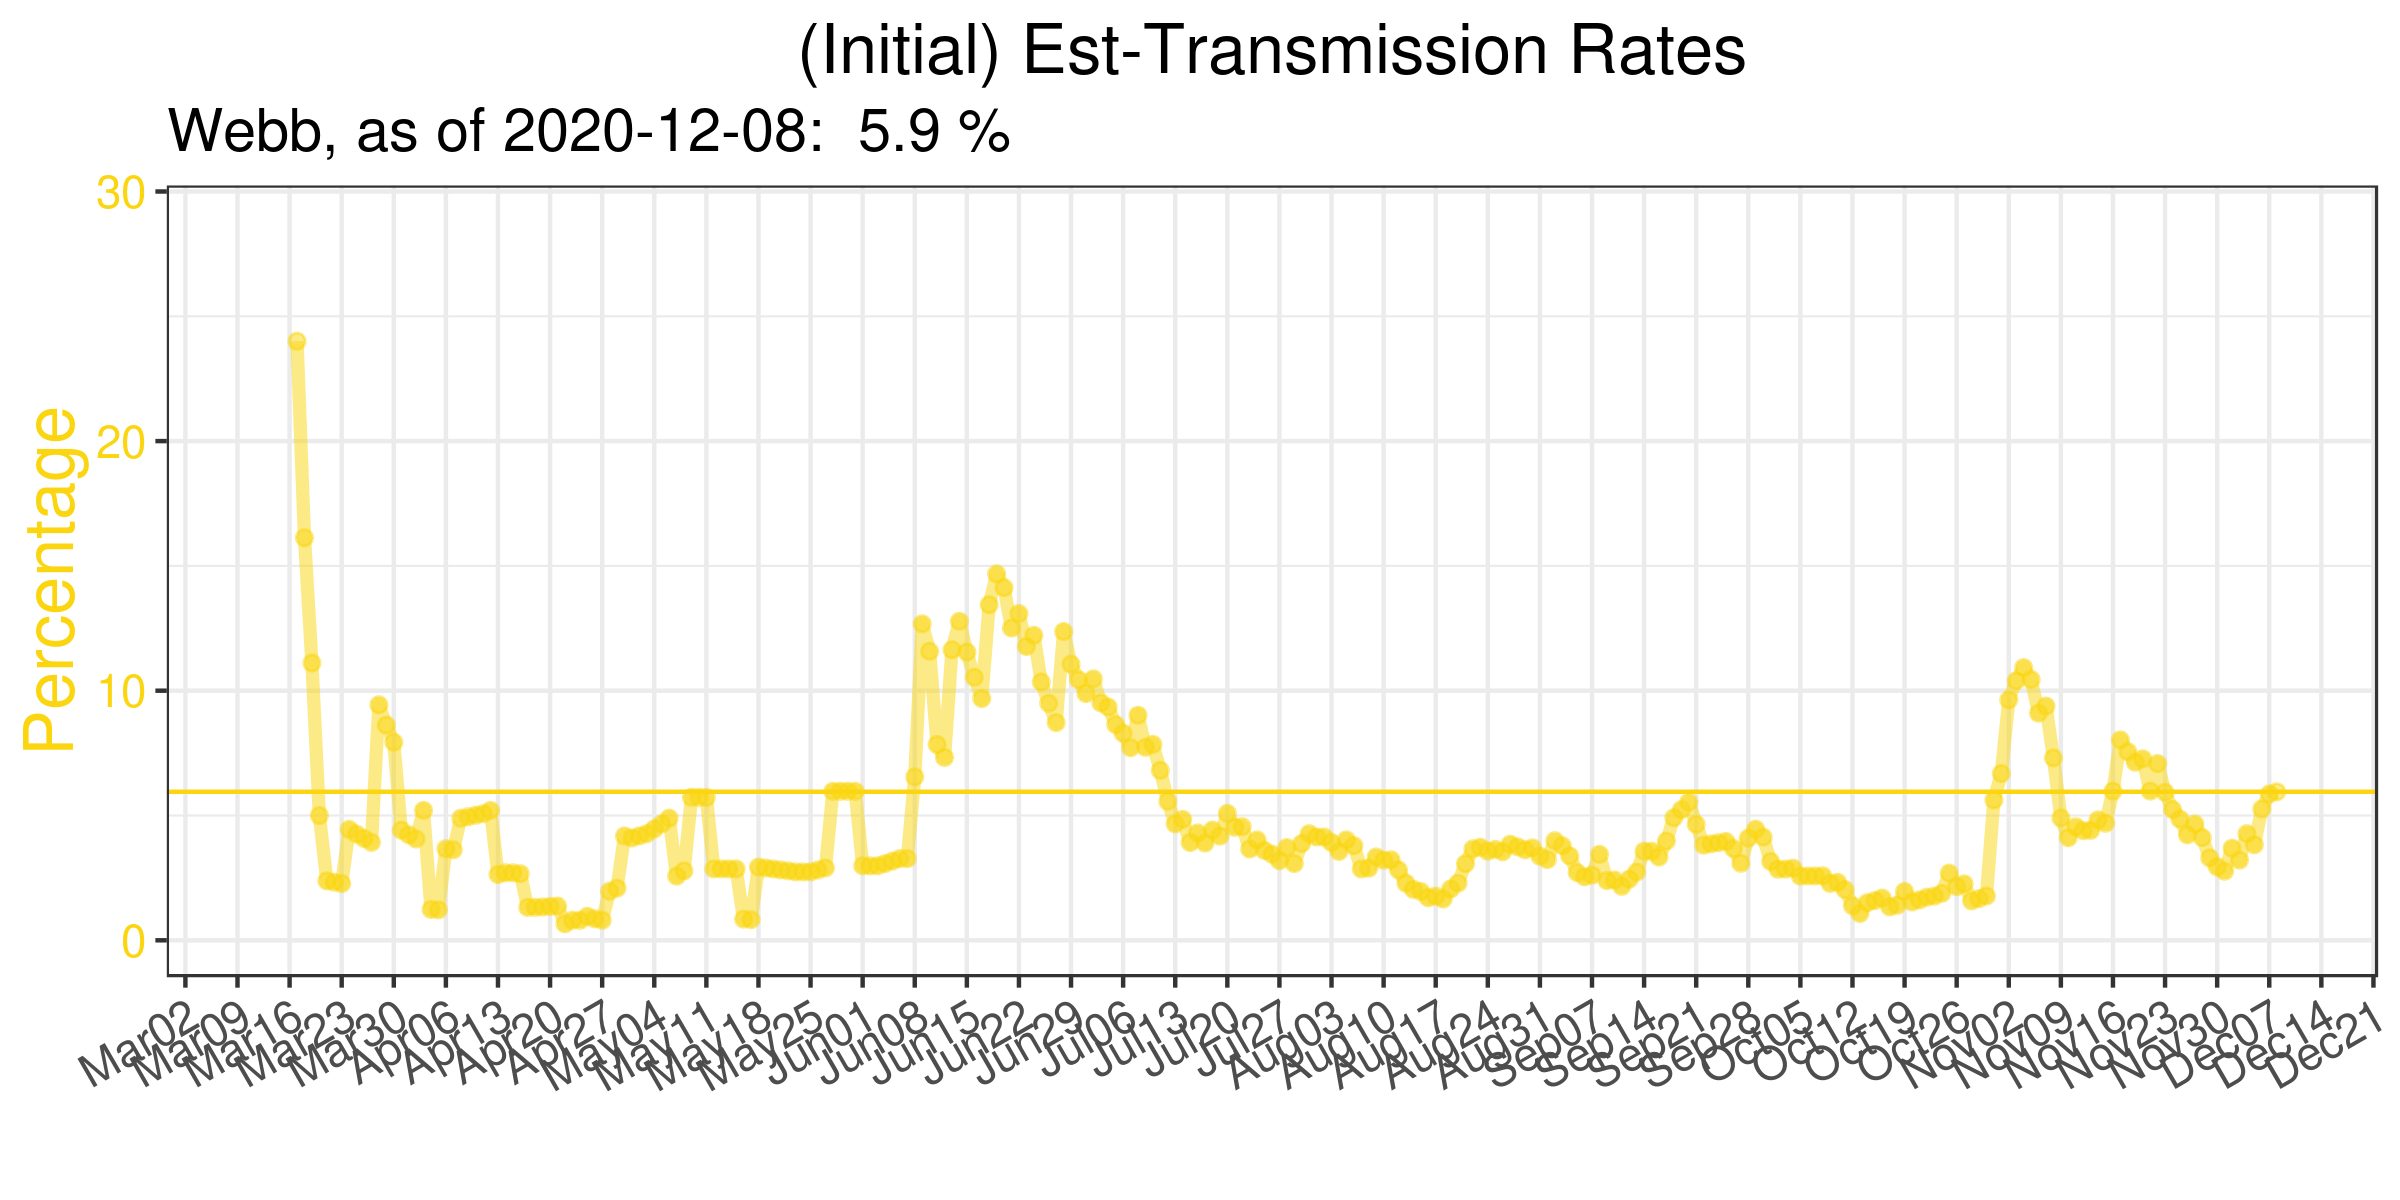 (Initial) Est-Transmission Rates
Webb, as of 2020-12-08:  5.9 %
Percentage
30
20
10
0
Mar02
Mar09
Mar16
Mar23
Mar30
Apr06
Apr13
Apr20
Apr27
May04
May11
May18
May25
Jun01
Jun08
Jun15
Jun22
Jun29
Jul06
Jul13
Jul20
Jul27
Aug03
Aug10
Aug17
Aug24
Aug31
Sep07
Sep14
Sep21
Sep28
Oct05
Oct12
Oct19
Oct26
Nov02
Nov09
Nov16
Nov23
Nov30
Dec07
Dec14
Dec21